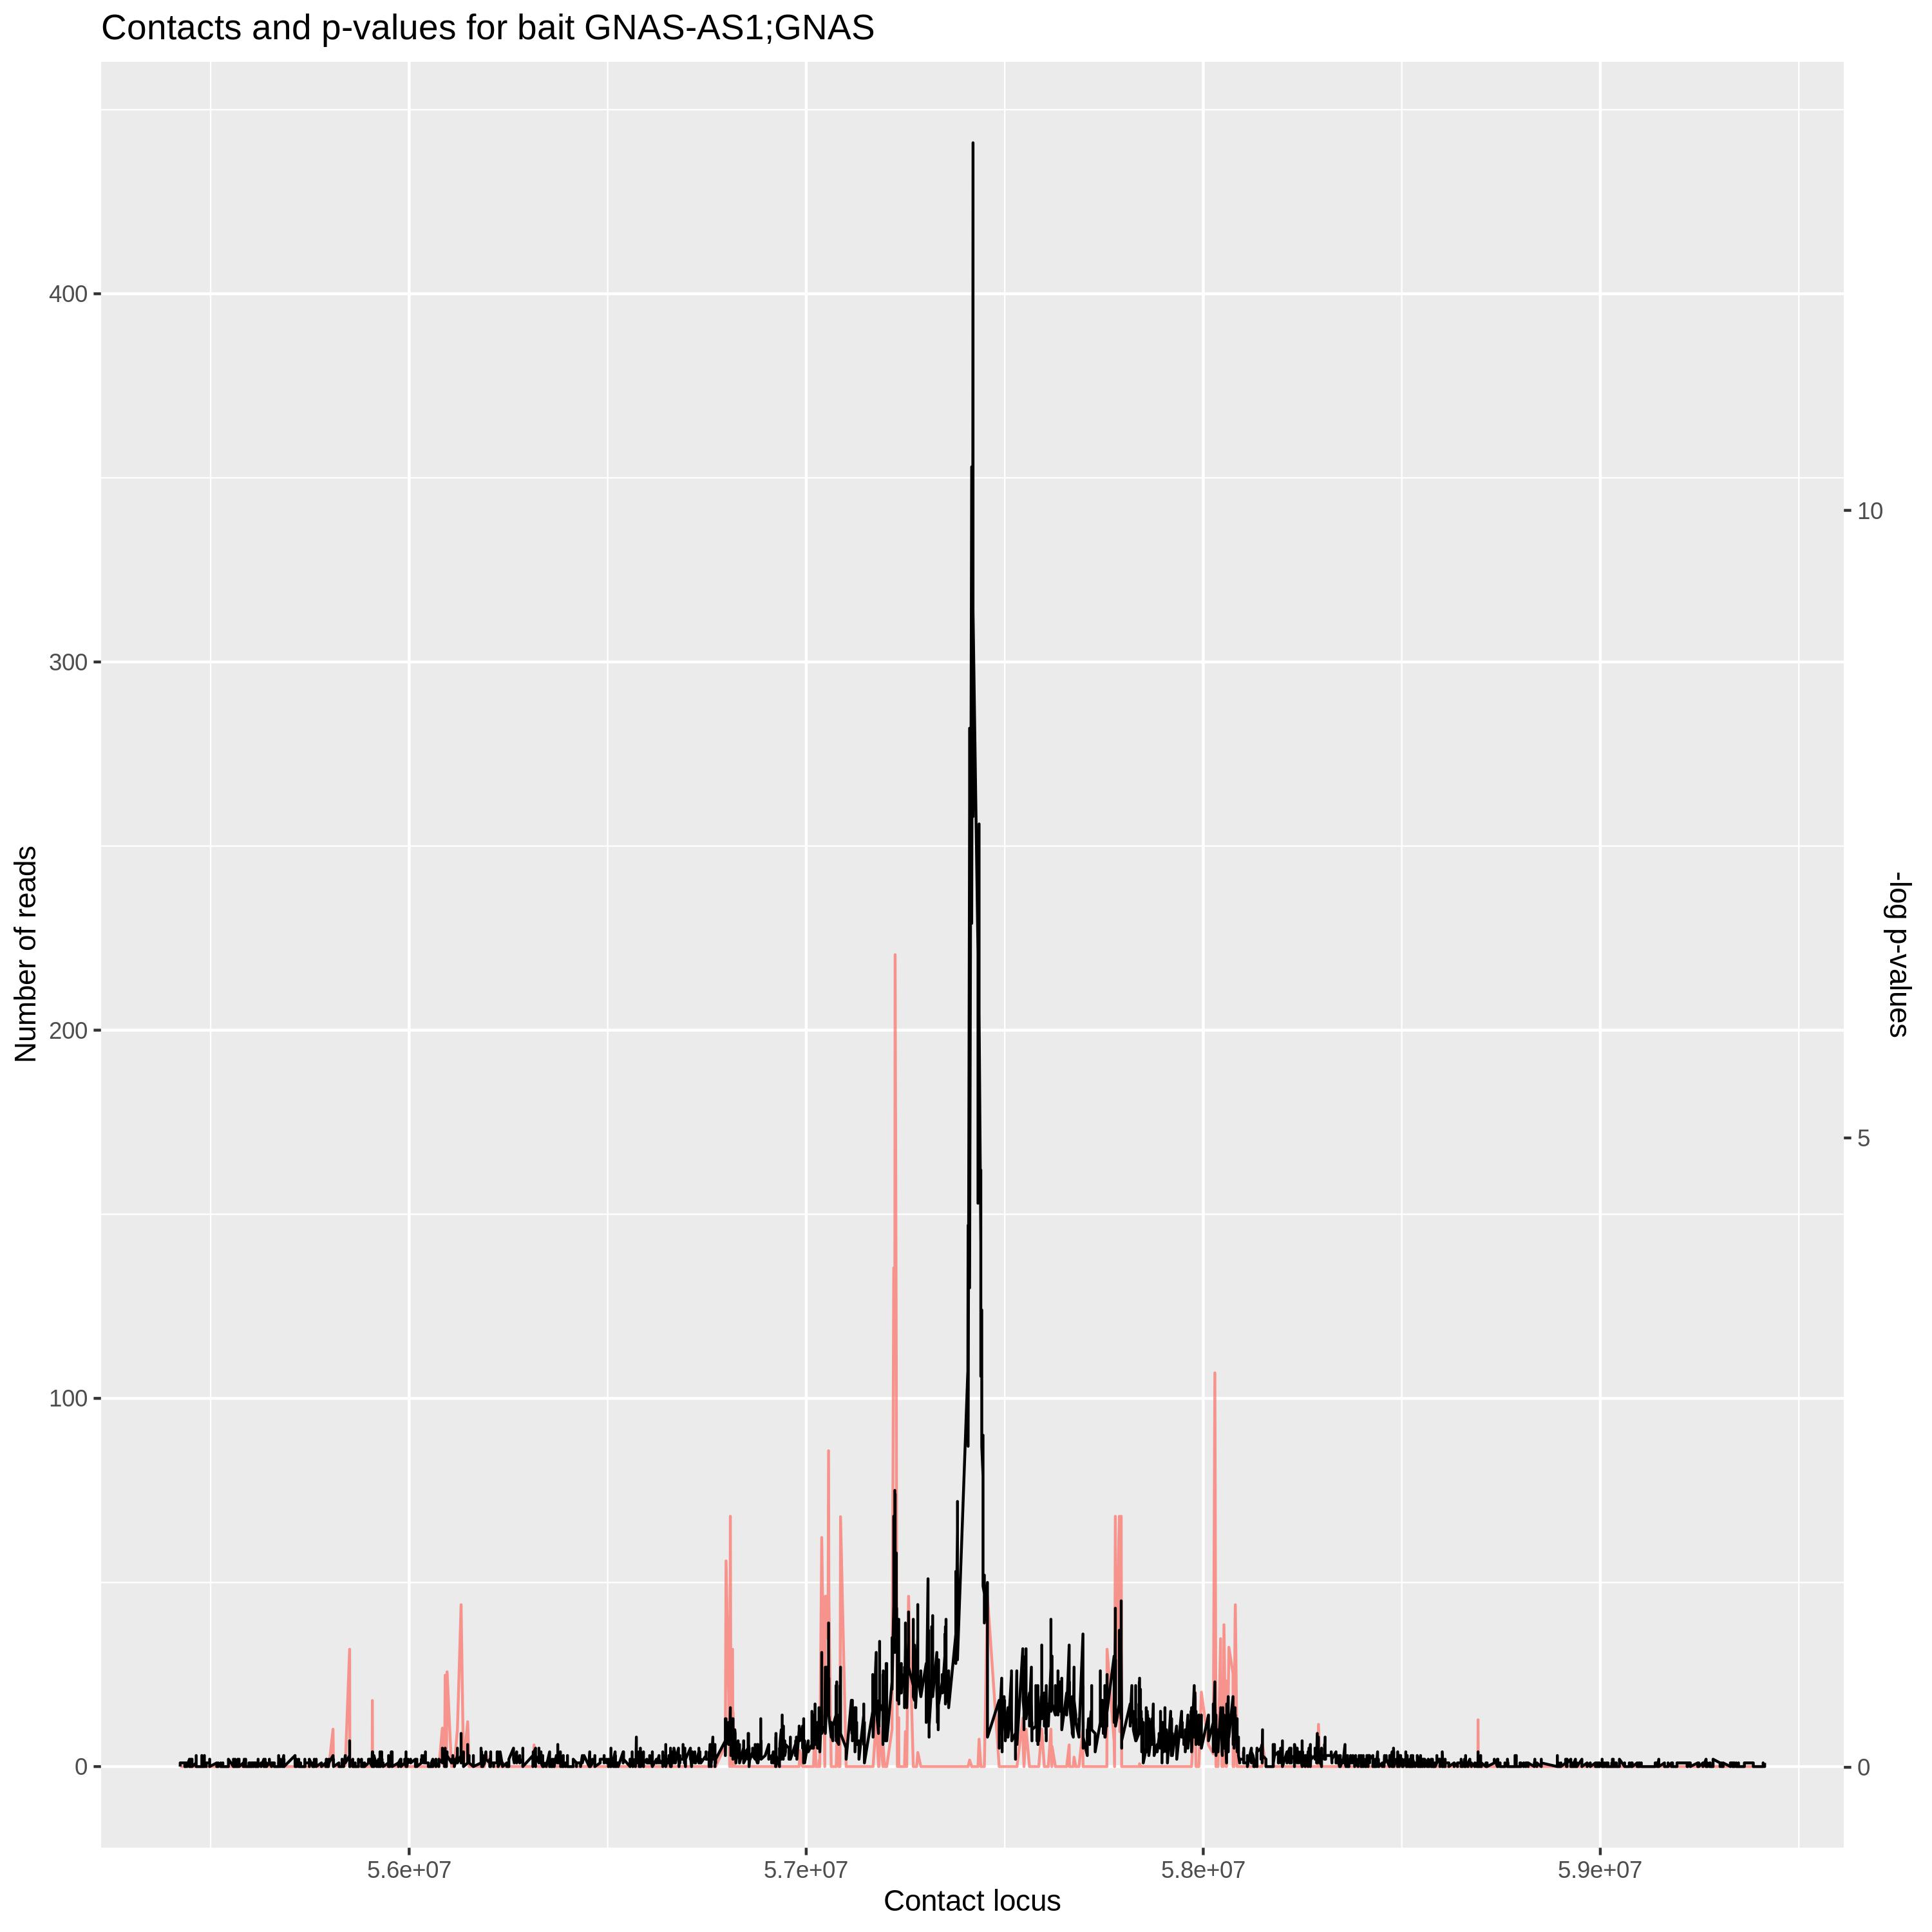 Contacts and p-values for bait GNAS-AS1;GNAS
400
300
200
100
0
Number of reads
10
5
0
-log p-values
5.6e+07
5.7e+07
5.8e+07
5.9e+07
Contact locus